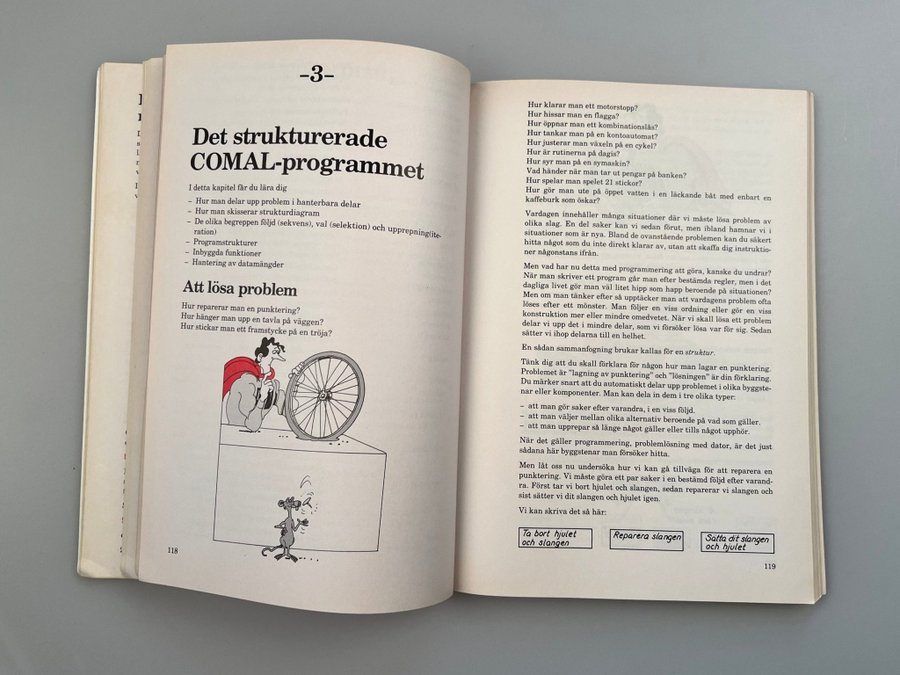 -3-
Det strukturerade
COMAL-programmet
I detta kapitel får du lära dig
– Hur man delar upp problem i hanterbara delar
– Hur man skisserar strukturdiagram
– De olika begreppen följd (sekvens), val (selektion) och upprepning(ite-
ration)
– Programstrukturer
– Inbyggda funktioner
– Hantering av datamängder
Att lösa problem
Hur reparerar man en punktering?
Hur hänger man upp en tavla på väggen?
Hur stickar man ett framstycke på en tröja?
118
Hur klarar man ett motorstopp?
Hur hissar man en flagga?
Hur öppnar man ett kombinationslås?
Hur tankar man på en kontoautomat?
Hur justerar man växeln på en cykel?
Hur är rutinerna på dagis?
Hur syr man på en symaskin?
Vad händer när man tar ut pengar på banken?
Hur spelar man spelet 21 stickor?
Hur gör man ute på öppet vatten i en läckande båt med enbart en
kaffeburk som öskar?
Vardagen innehåller många situationer där vi måste lösa problem av
olika slag. En del saker kan vi sedan förut, men ibland hamnar vi i
situationer som är nya. Bland de ovanstående problemen kan du säkert
hitta något som du inte direkt klarar av, utan att skaffa dig instruktio-
ner någonstans ifrån.
Men vad har nu detta med programmering att göra, kanske du undrar?
När man skriver ett program går man efter bestämda regler, men i det
dagliga livet gör man väl litet hipp som happ beroende på situationen?
Men om man tänker efter så upptäcker man att vardagens problem ofta
löses efter ett mönster. Man följer en viss ordning eller gör en viss
konstruktion mer eller mindre omedvetet. När vi skall lösa ett problem
delar vi upp det i mindre delar, som vi försöker lösa var för sig. Sedan
sätter vi ihop delarna till en helhet.
En sådan sammanfogning brukar kallas för en struktur.
Tänk dig att du skall förklara för någon hur man lagar en punktering.
Problemet är "lagning av punktering" och "lösningen" är din förklaring.
Du märker snart att du automatiskt delar upp problemet i olika byggste-
nar eller komponenter. Man kan dela in dem i tre olika typer:
– att man gör saker efter varandra, i en viss följd.
– att man väljer mellan olika alternativ beroende på vad som gäller.
– att man upprepar så länge något gäller eller tills något upphör.
När det gäller programmering, problemlösning med dator, är det just
sådana här byggstenar man försöker hitta.
Men låt oss nu undersöka hur vi kan gå tillväga för att reparera en
punktering. Vi måste göra ett par saker i en bestämd följd efter varand-
ra. Först tar vi bort hjulet och slangen, sedan reparerar vi slangen och
sist sätter vi dit slangen och hjulet igen.
Vi kan skriva det så här:
Ta bort hjulet
och slangen
Reparera slangen
Sätta dit slangen
och hjulet
119